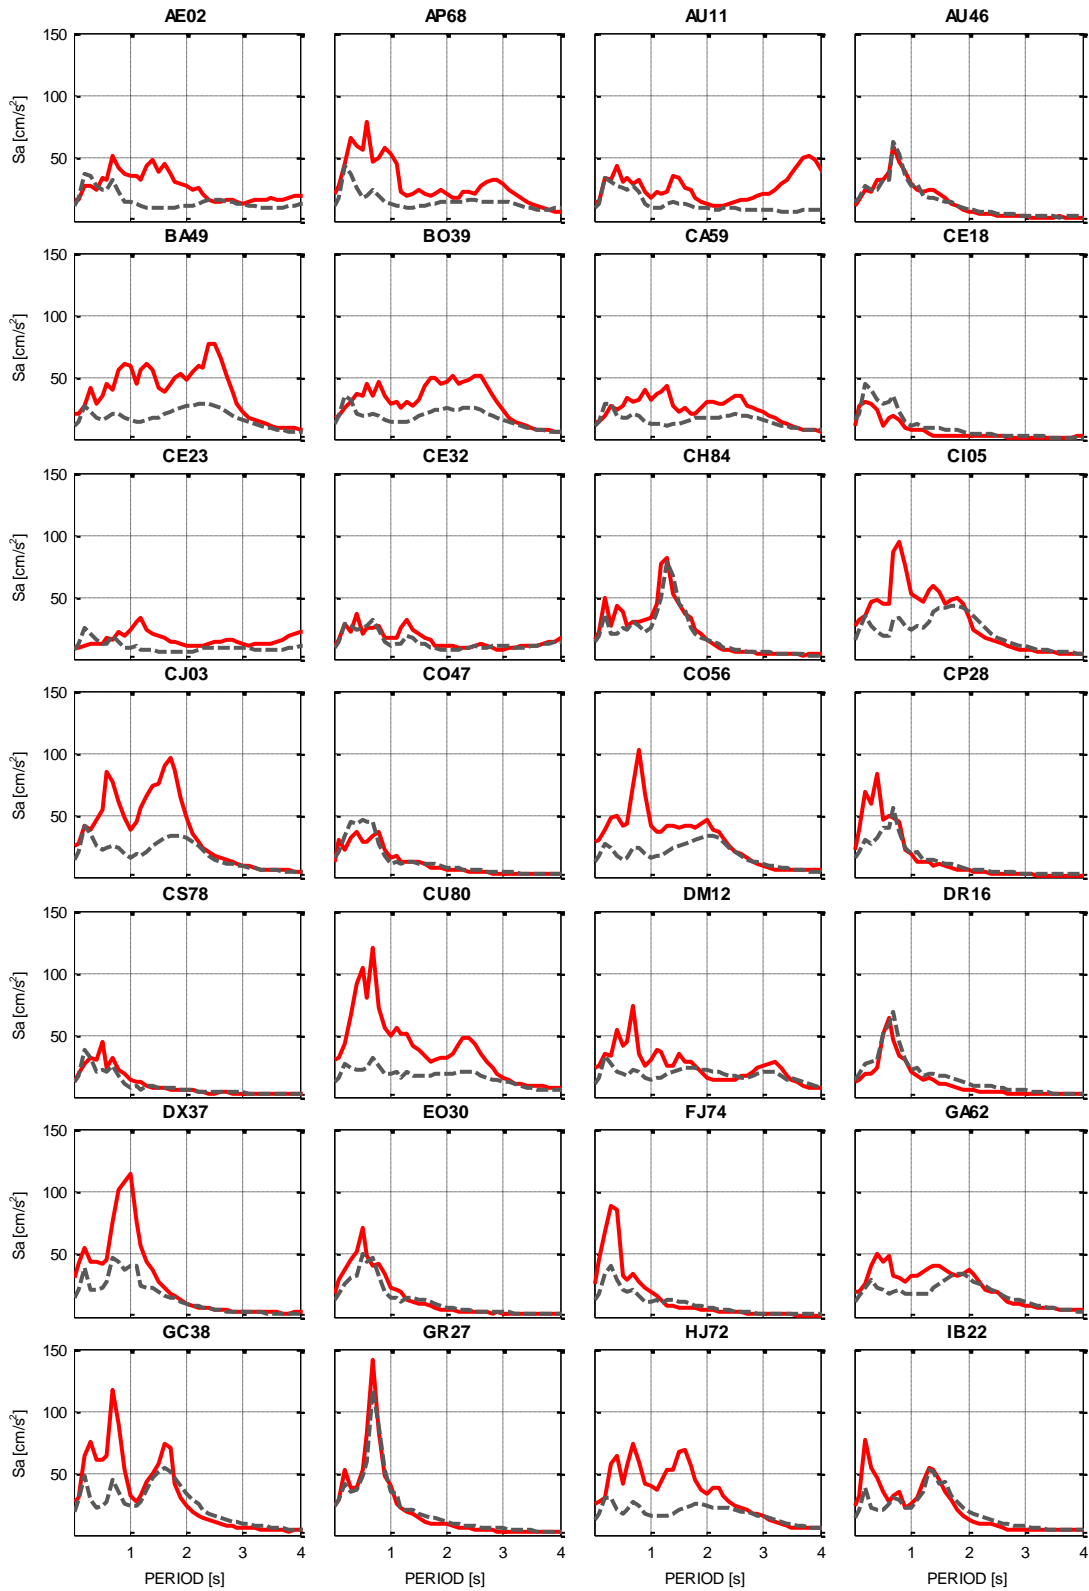 AE02 AP68 AU11 AU46
150
100
50
Sa [cm/s²]
BA49 BO39 CA59 CE18
150
100
50
Sa [cm/s²]
CE23 CE32 CH84 CI05
150
100
50
Sa [cm/s²]
CJ03 CO47 CO56 CP28
150
100
50
Sa [cm/s²]
CS78 CU80 DM12 DR16
150
100
50
Sa [cm/s²]
DX37 EO30 FJ74 GA62
150
100
50
Sa [cm/s²]
GC38 GR27 HJ72 IB22
150
100
50
Sa [cm/s²]
1 2 3 4 1 2 3 4 1 2 3 4 1 2 3 4
PERIOD [s] PERIOD [s] PERIOD [s] PERIOD [s]